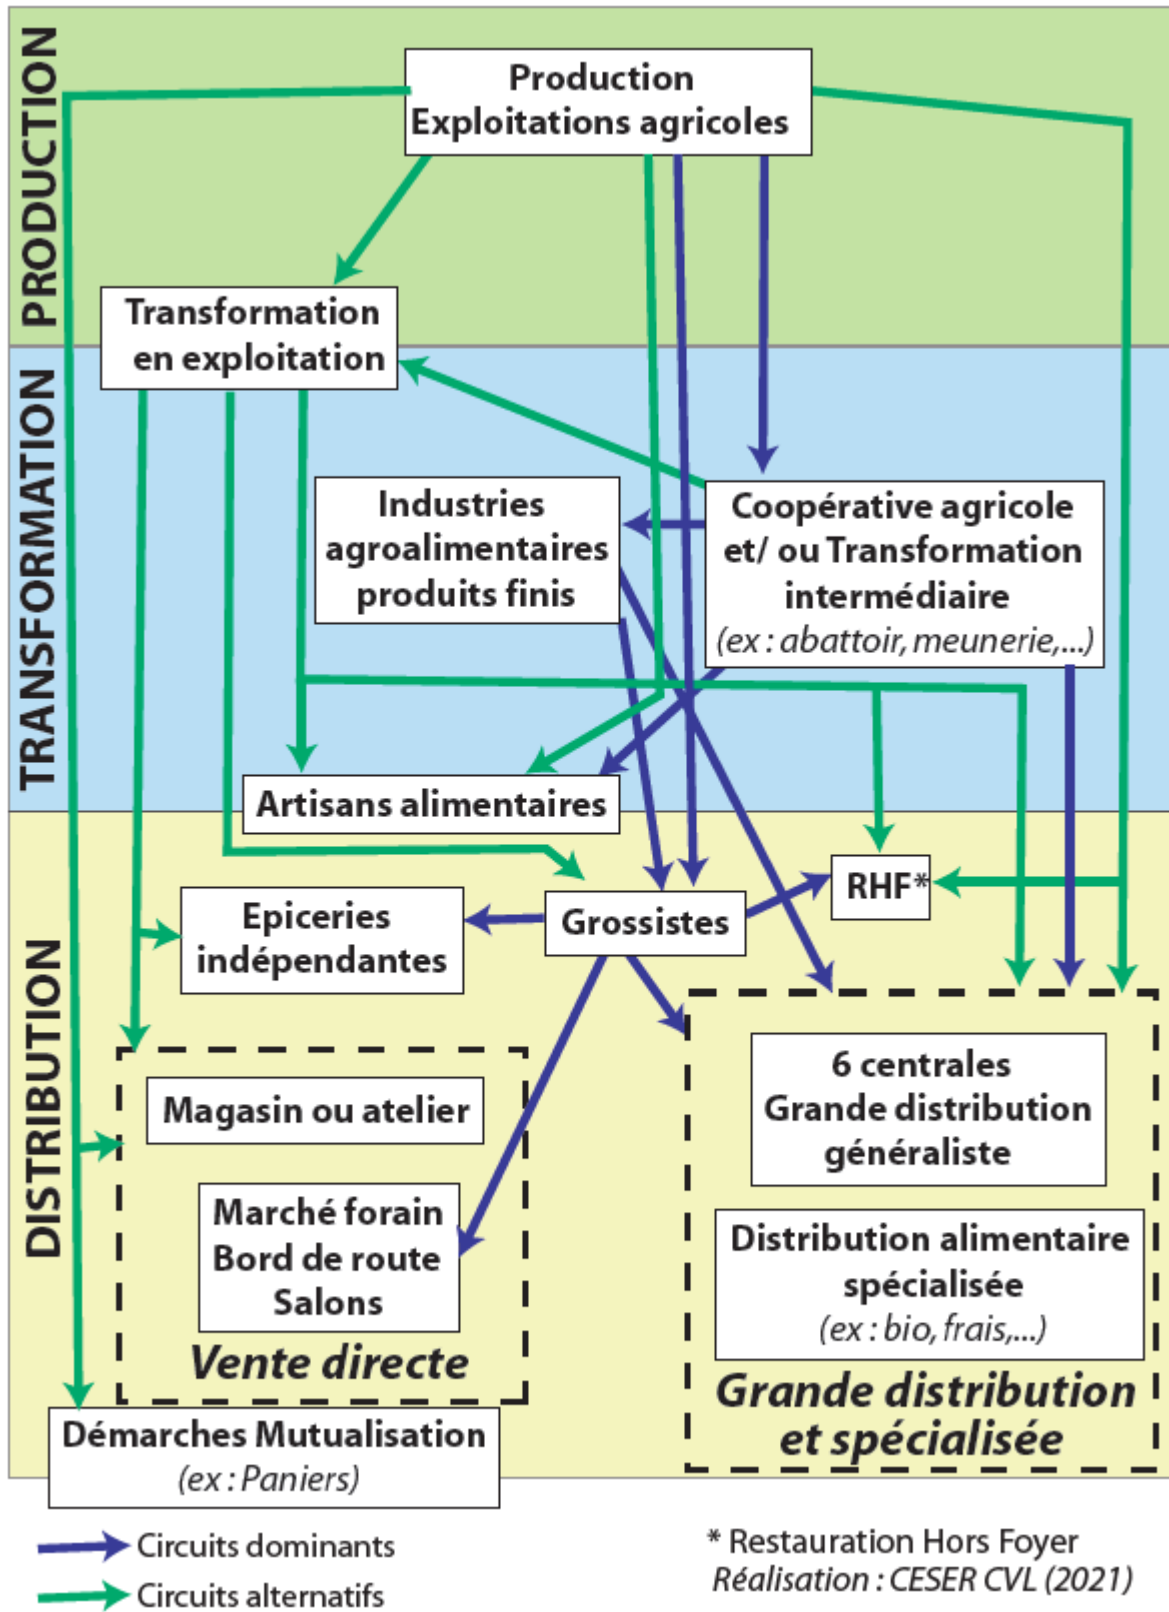 PRODUCTION
Production
Exploitations agricoles
Transformation
en exploitation
TRANSFORMATION
Industries
agroalimentaires
produits finis
Coopérative agricole
et/ ou Transformation
intermédiaire
(ex : abattoir, meunerie,...)
Artisans alimentaires
DISTRIBUTION
RHF*
Epiceries
indépendantes
Grossistes
Magasin ou atelier
Marché forain
Bord de route
Salons
Vente directe
6 centrales
Grande distribution
généraliste
Distribution alimentaire
spécialisée
(ex : bio, frais,...)
Grande distribution
et spécialisée
Démarches Mutualisation
(ex : Paniers)
Circuits dominants
Circuits alternatifs
* Restauration Hors Foyer
Réalisation : CESER CVL (2021)